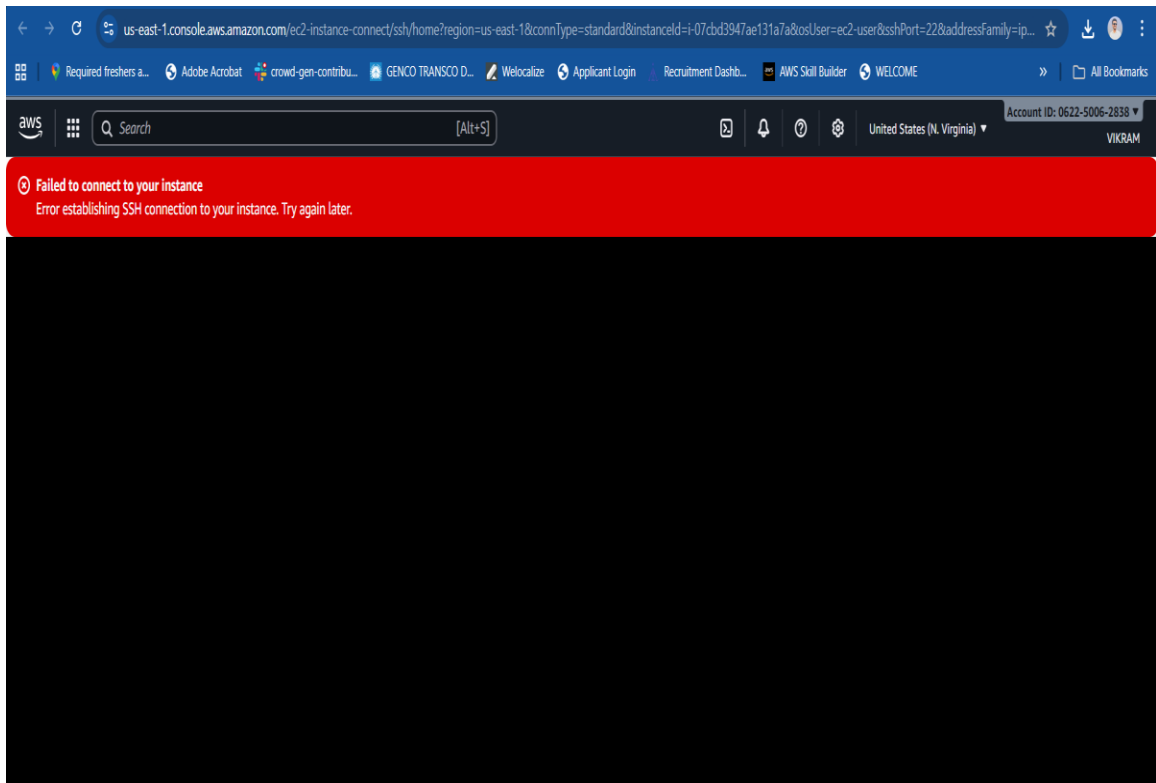 us-east-1.console.aws.amazon.com/ec2-instance-connect/ssh/home?region=us-east-1&connType=standard&instanceId=i-07cbd3947ae131a7a&osUser=ec2-user&sshPort=22&addressFamily=ip...
Required freshers a... Adobe Acrobat crowd-gen-contribu... GENCO TRANSCO D... Welocalize Applicant Login Recruitment Dashb... AWS Skill Builder WELCOME » All Bookmarks
aws Search [Alt+S] United States (N. Virginia) Account ID: 0622-5006-2838
VIKRAM
Failed to connect to your instance
Error establishing SSH connection to your instance. Try again later.